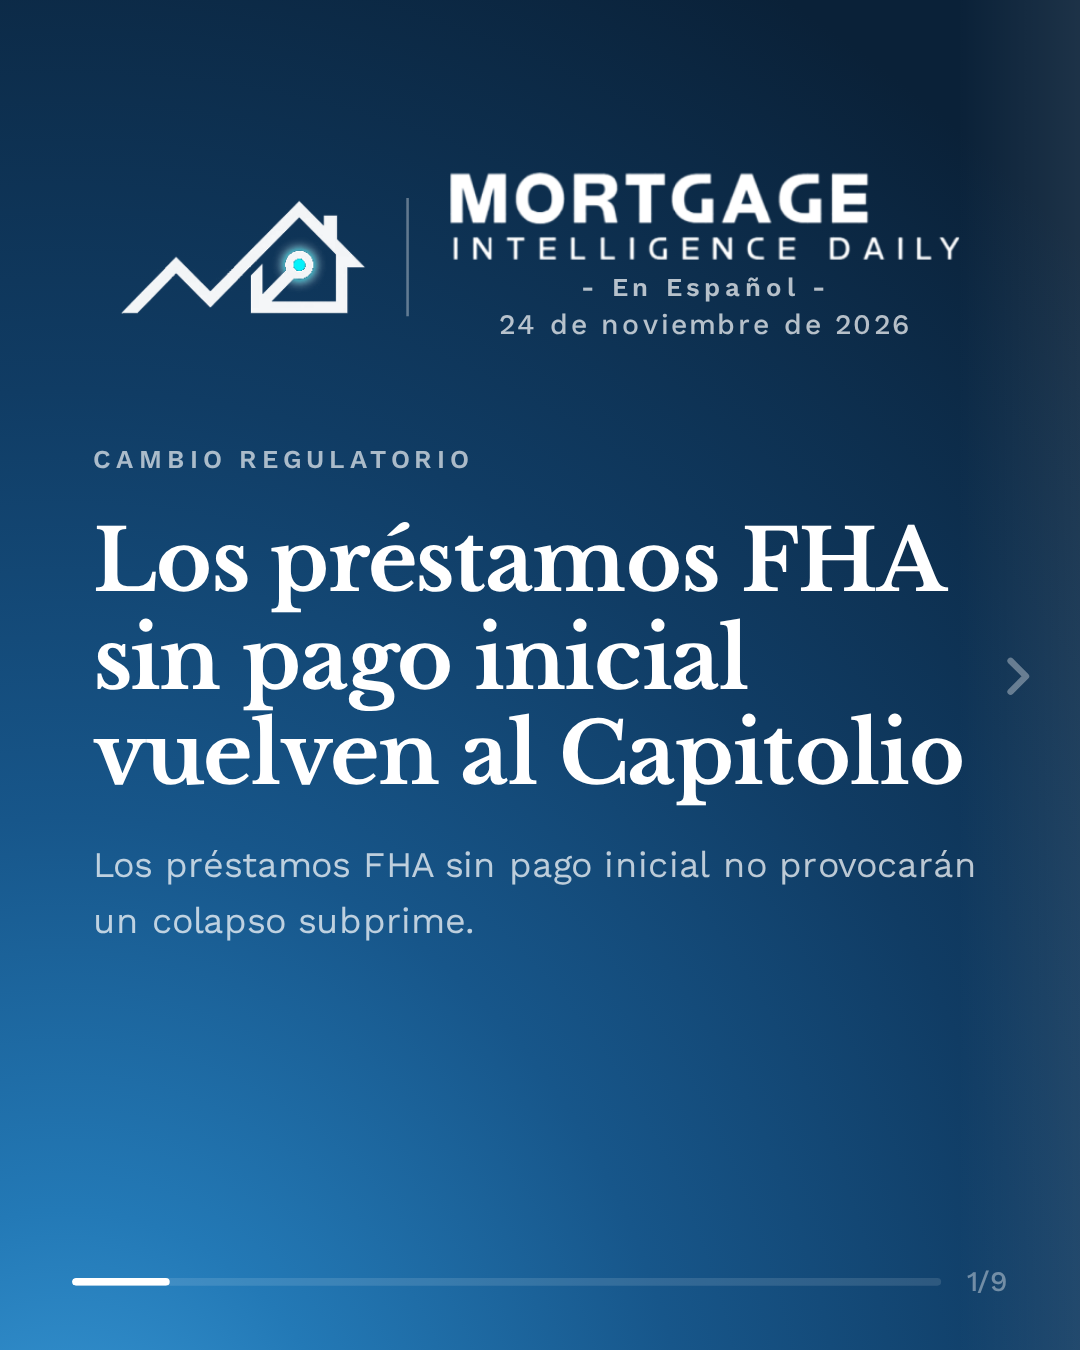 MORTGAGE
INTELLIGENCE DAILY
- En Español -
24 de noviembre de 2026
CAMBIO REGULATORIO
Los préstamos FHA
sin pago inicial
vuelven al Capitolio
Los préstamos FHA sin pago inicial no provocarán
un colapso subprime.
1/9